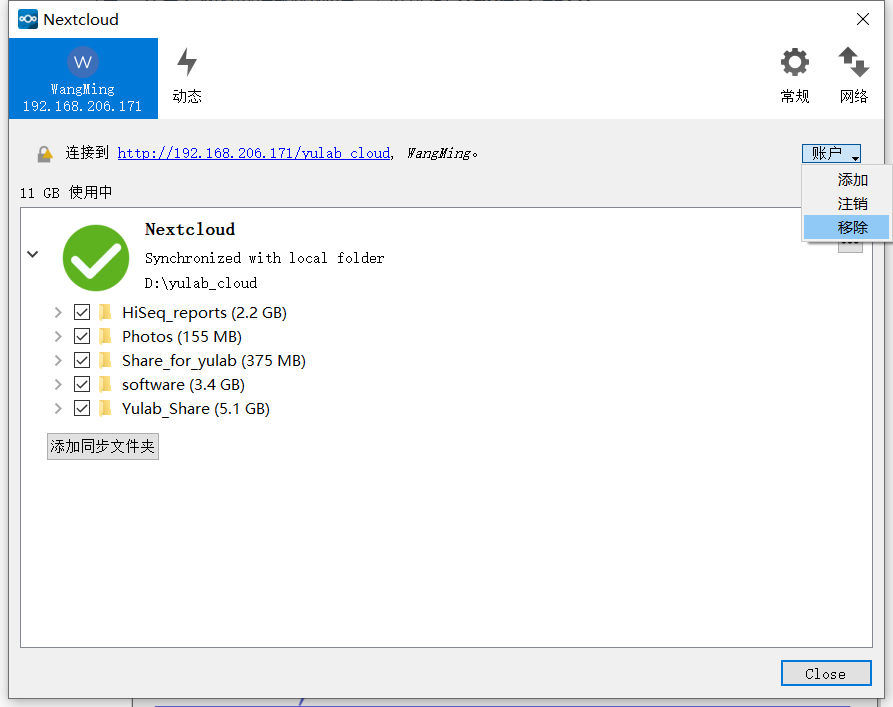 Nextcloud
W
WangMing
192.168.206.171
动态
常规
网络
连接到 http://192.168.206.171/yulab_cloud, WangMing。
账户
添加
注销
移除
11 GB 使用中
Nextcloud
Synchronized with local folder
D:\yulab_cloud
HiSeq_reports (2.2 GB)
Photos (155 MB)
Share_for_yulab (375 MB)
software (3.4 GB)
Yulab_Share (5.1 GB)
添加同步文件夹
Close